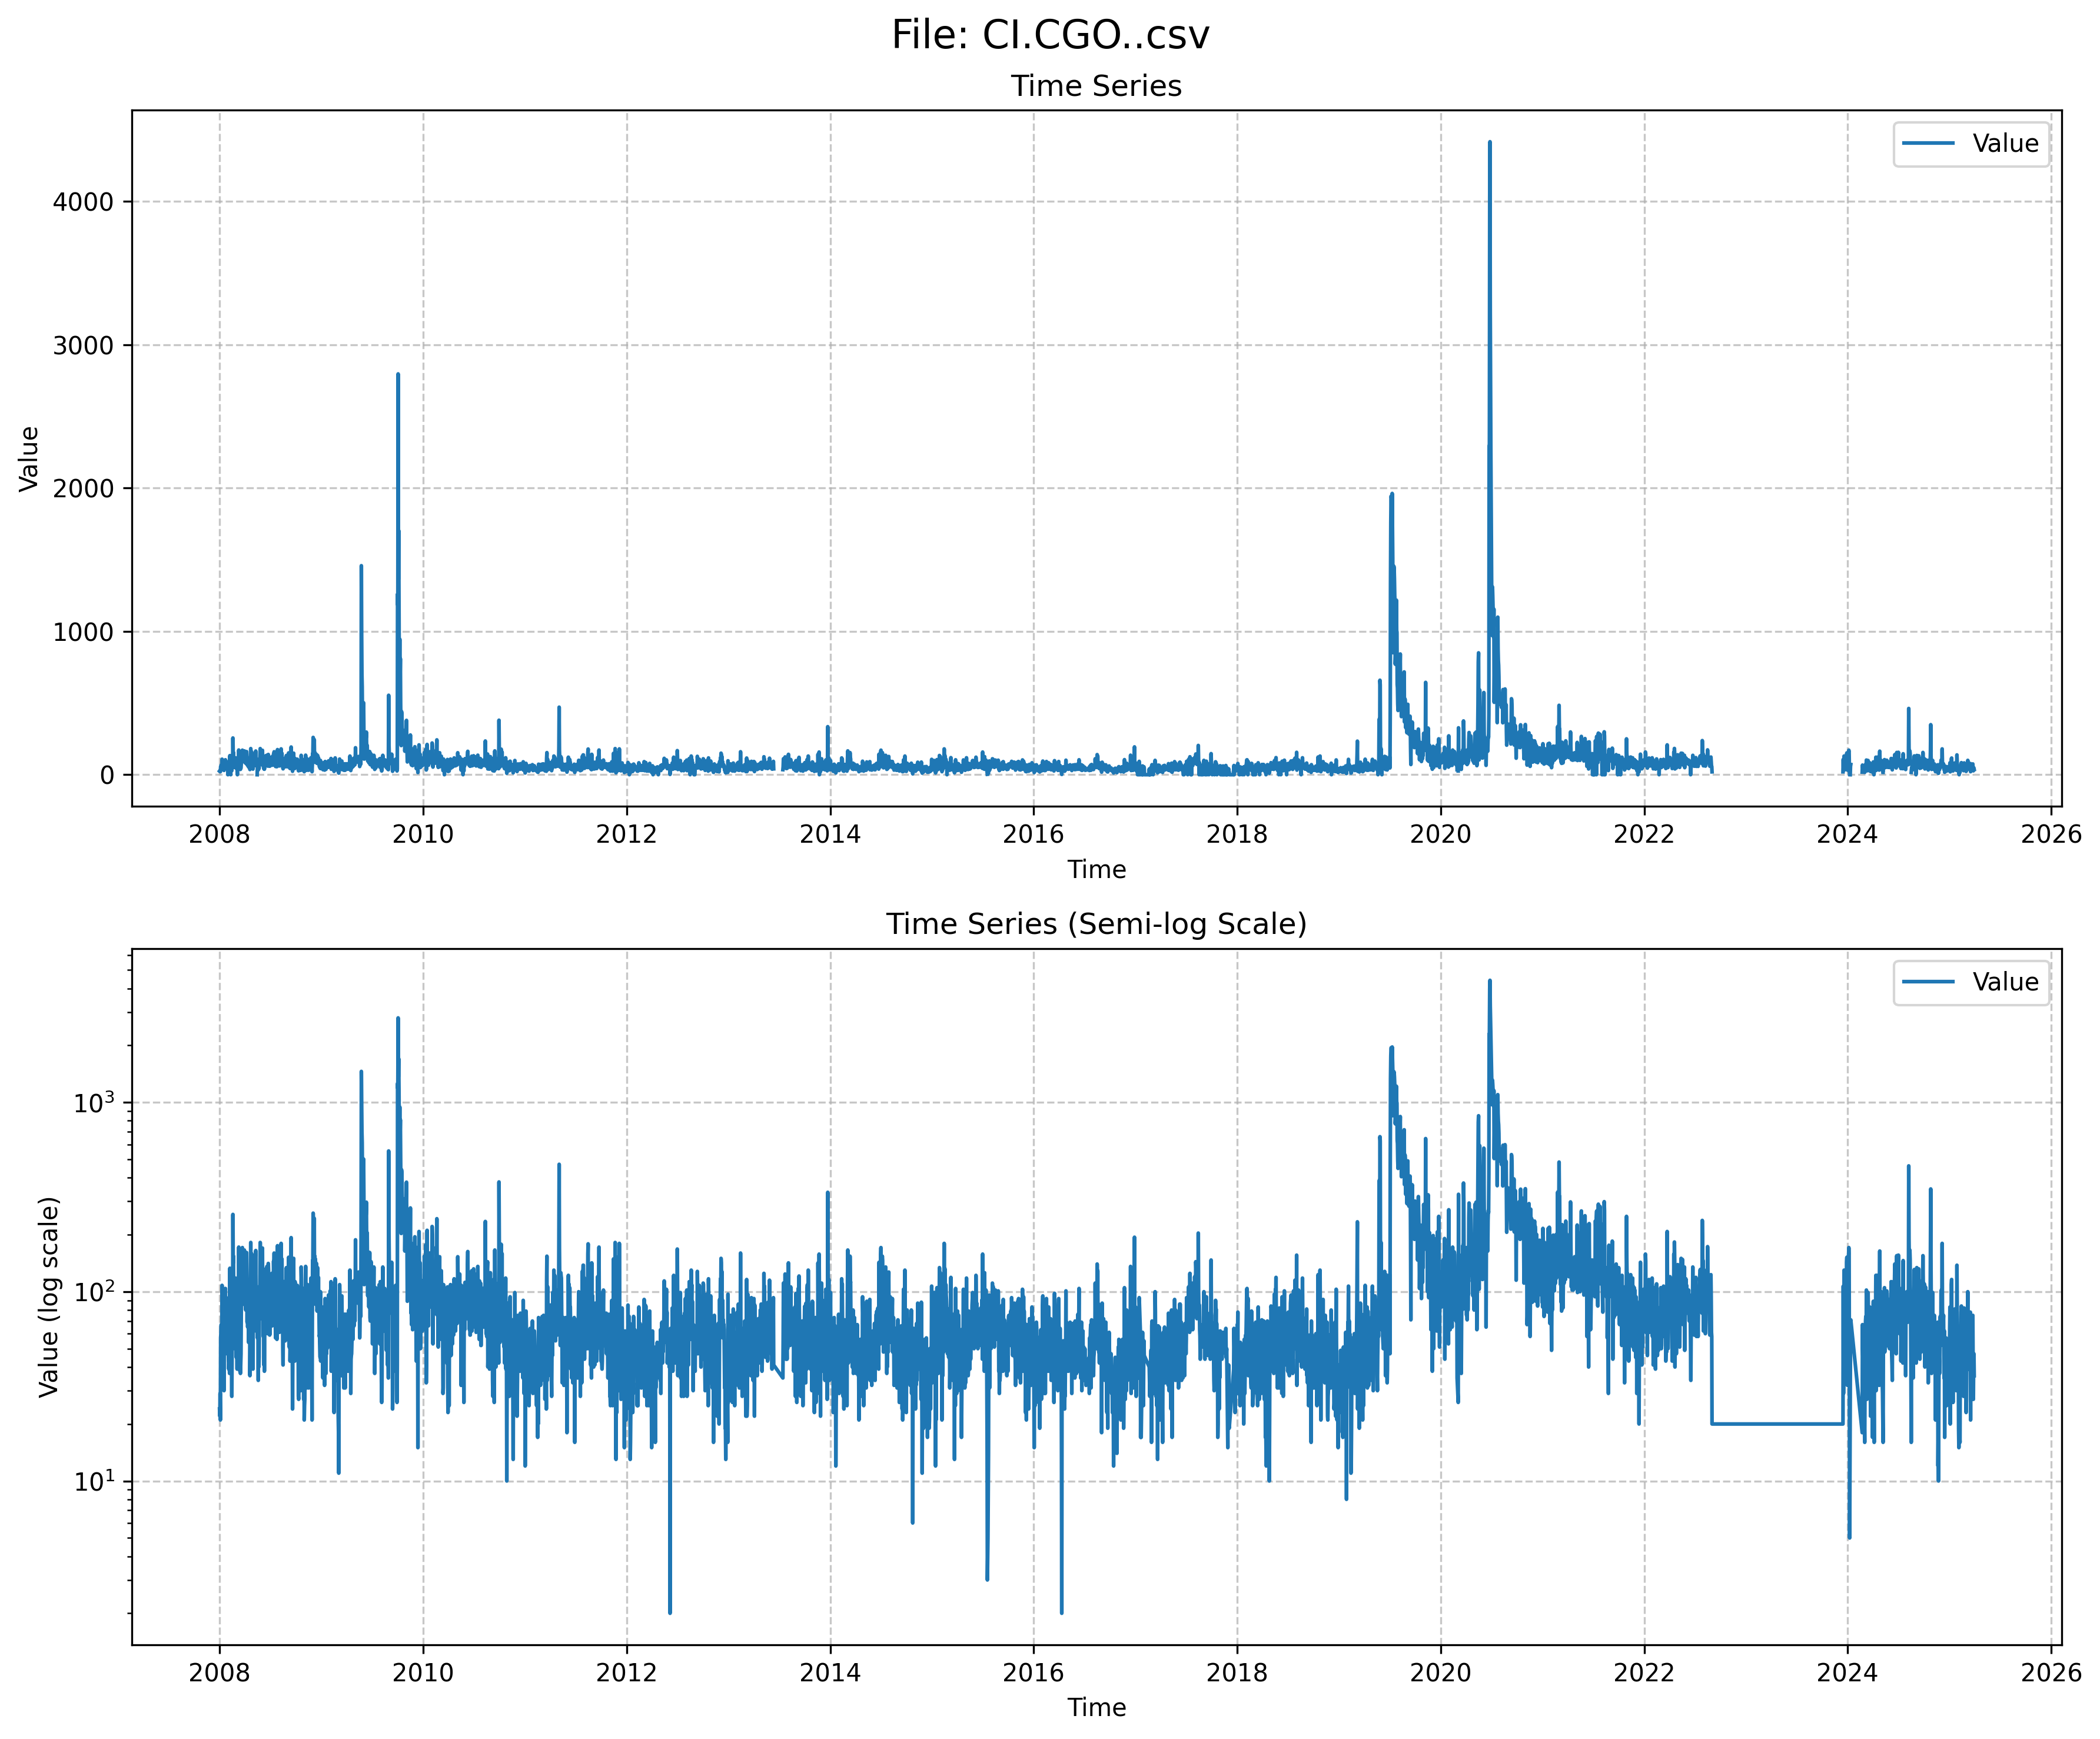 File: CI.CGO..csv
Time Series
Value
4000
3000
2000
1000
0
Value
2008 2010 2012 2014 2016 2018 2020 2022 2024 2026
Time
Time Series (Semi-log Scale)
Value
10³
10²
10¹
Value (log scale)
2008 2010 2012 2014 2016 2018 2020 2022 2024 2026
Time